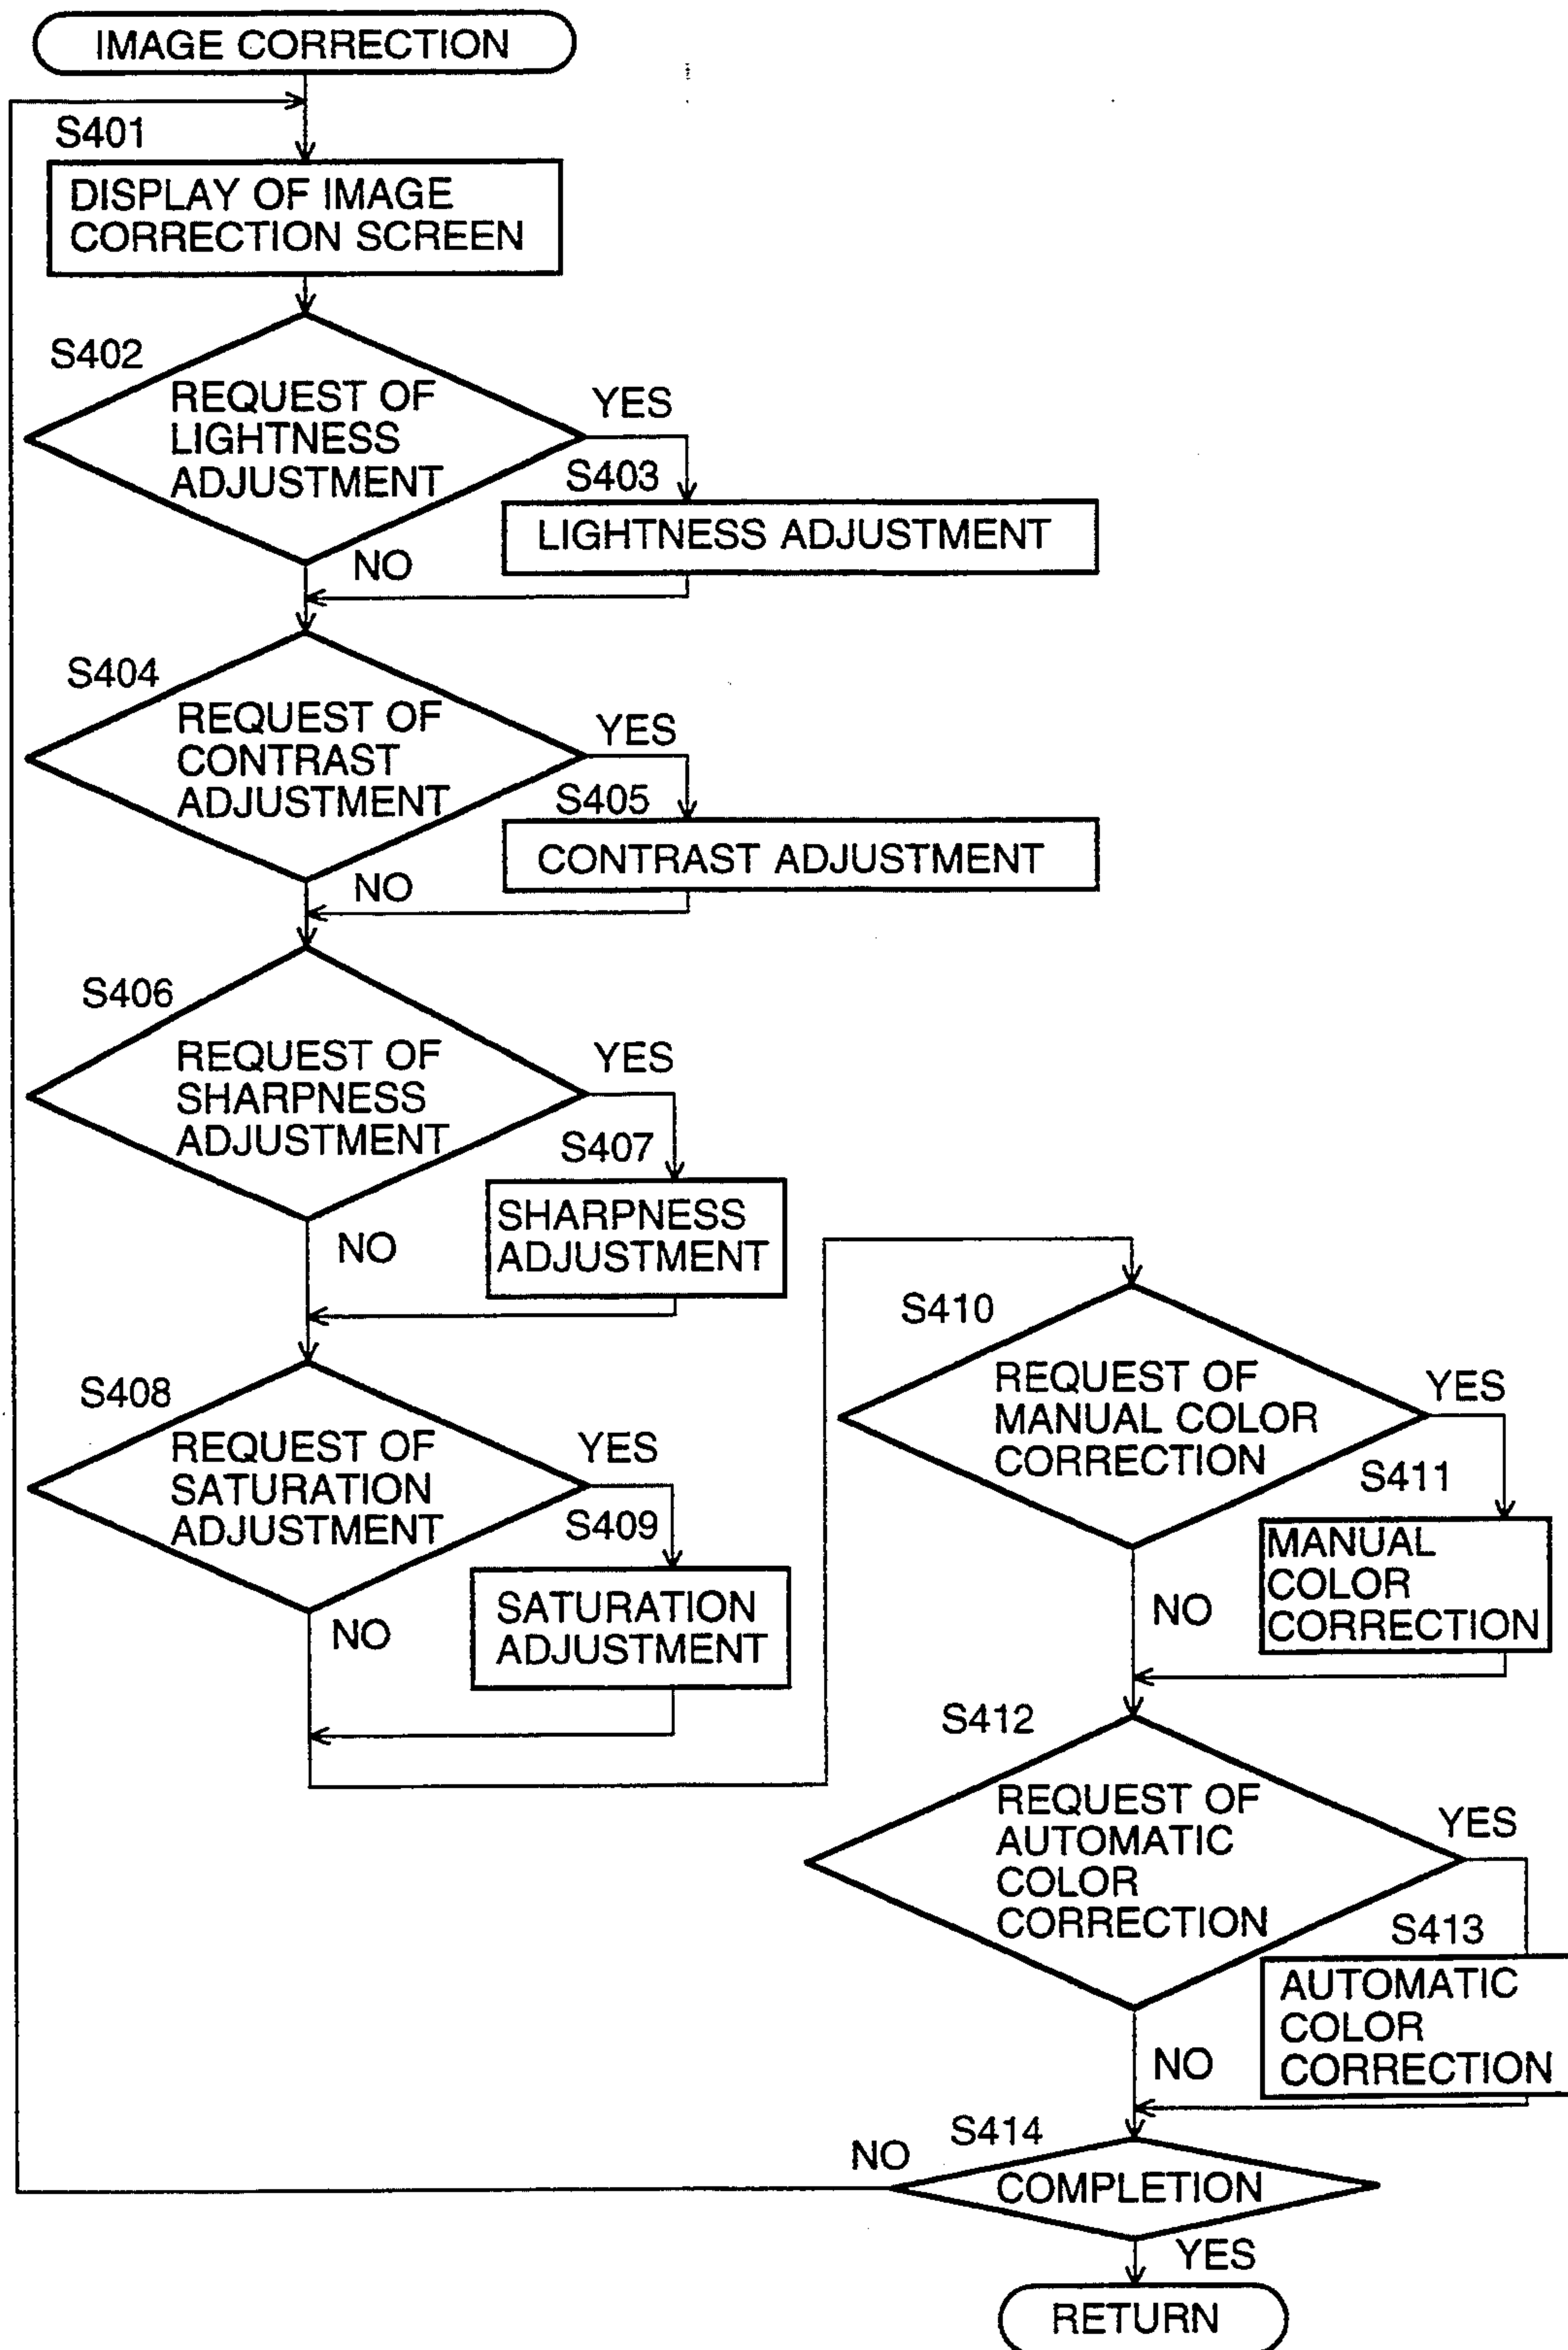 IMAGE CORRECTION
S401
DISPLAY OF IMAGE
CORRECTION SCREEN
S402
REQUEST OF
LIGHTNESS
ADJUSTMENT
YES
S403
LIGHTNESS ADJUSTMENT
NO
S404
REQUEST OF
CONTRAST
ADJUSTMENT
YES
S405
CONTRAST ADJUSTMENT
NO
S406
REQUEST OF
SHARPNESS
ADJUSTMENT
YES
S407
SHARPNESS
ADJUSTMENT
NO
S408
REQUEST OF
SATURATION
ADJUSTMENT
YES
S409
SATURATION
ADJUSTMENT
NO
S410
REQUEST OF
MANUAL COLOR
CORRECTION
YES
S411
MANUAL
COLOR
CORRECTION
NO
S412
REQUEST OF
AUTOMATIC
COLOR
CORRECTION
YES
S413
AUTOMATIC
COLOR
CORRECTION
NO
S414
COMPLETION
NO
YES
RETURN